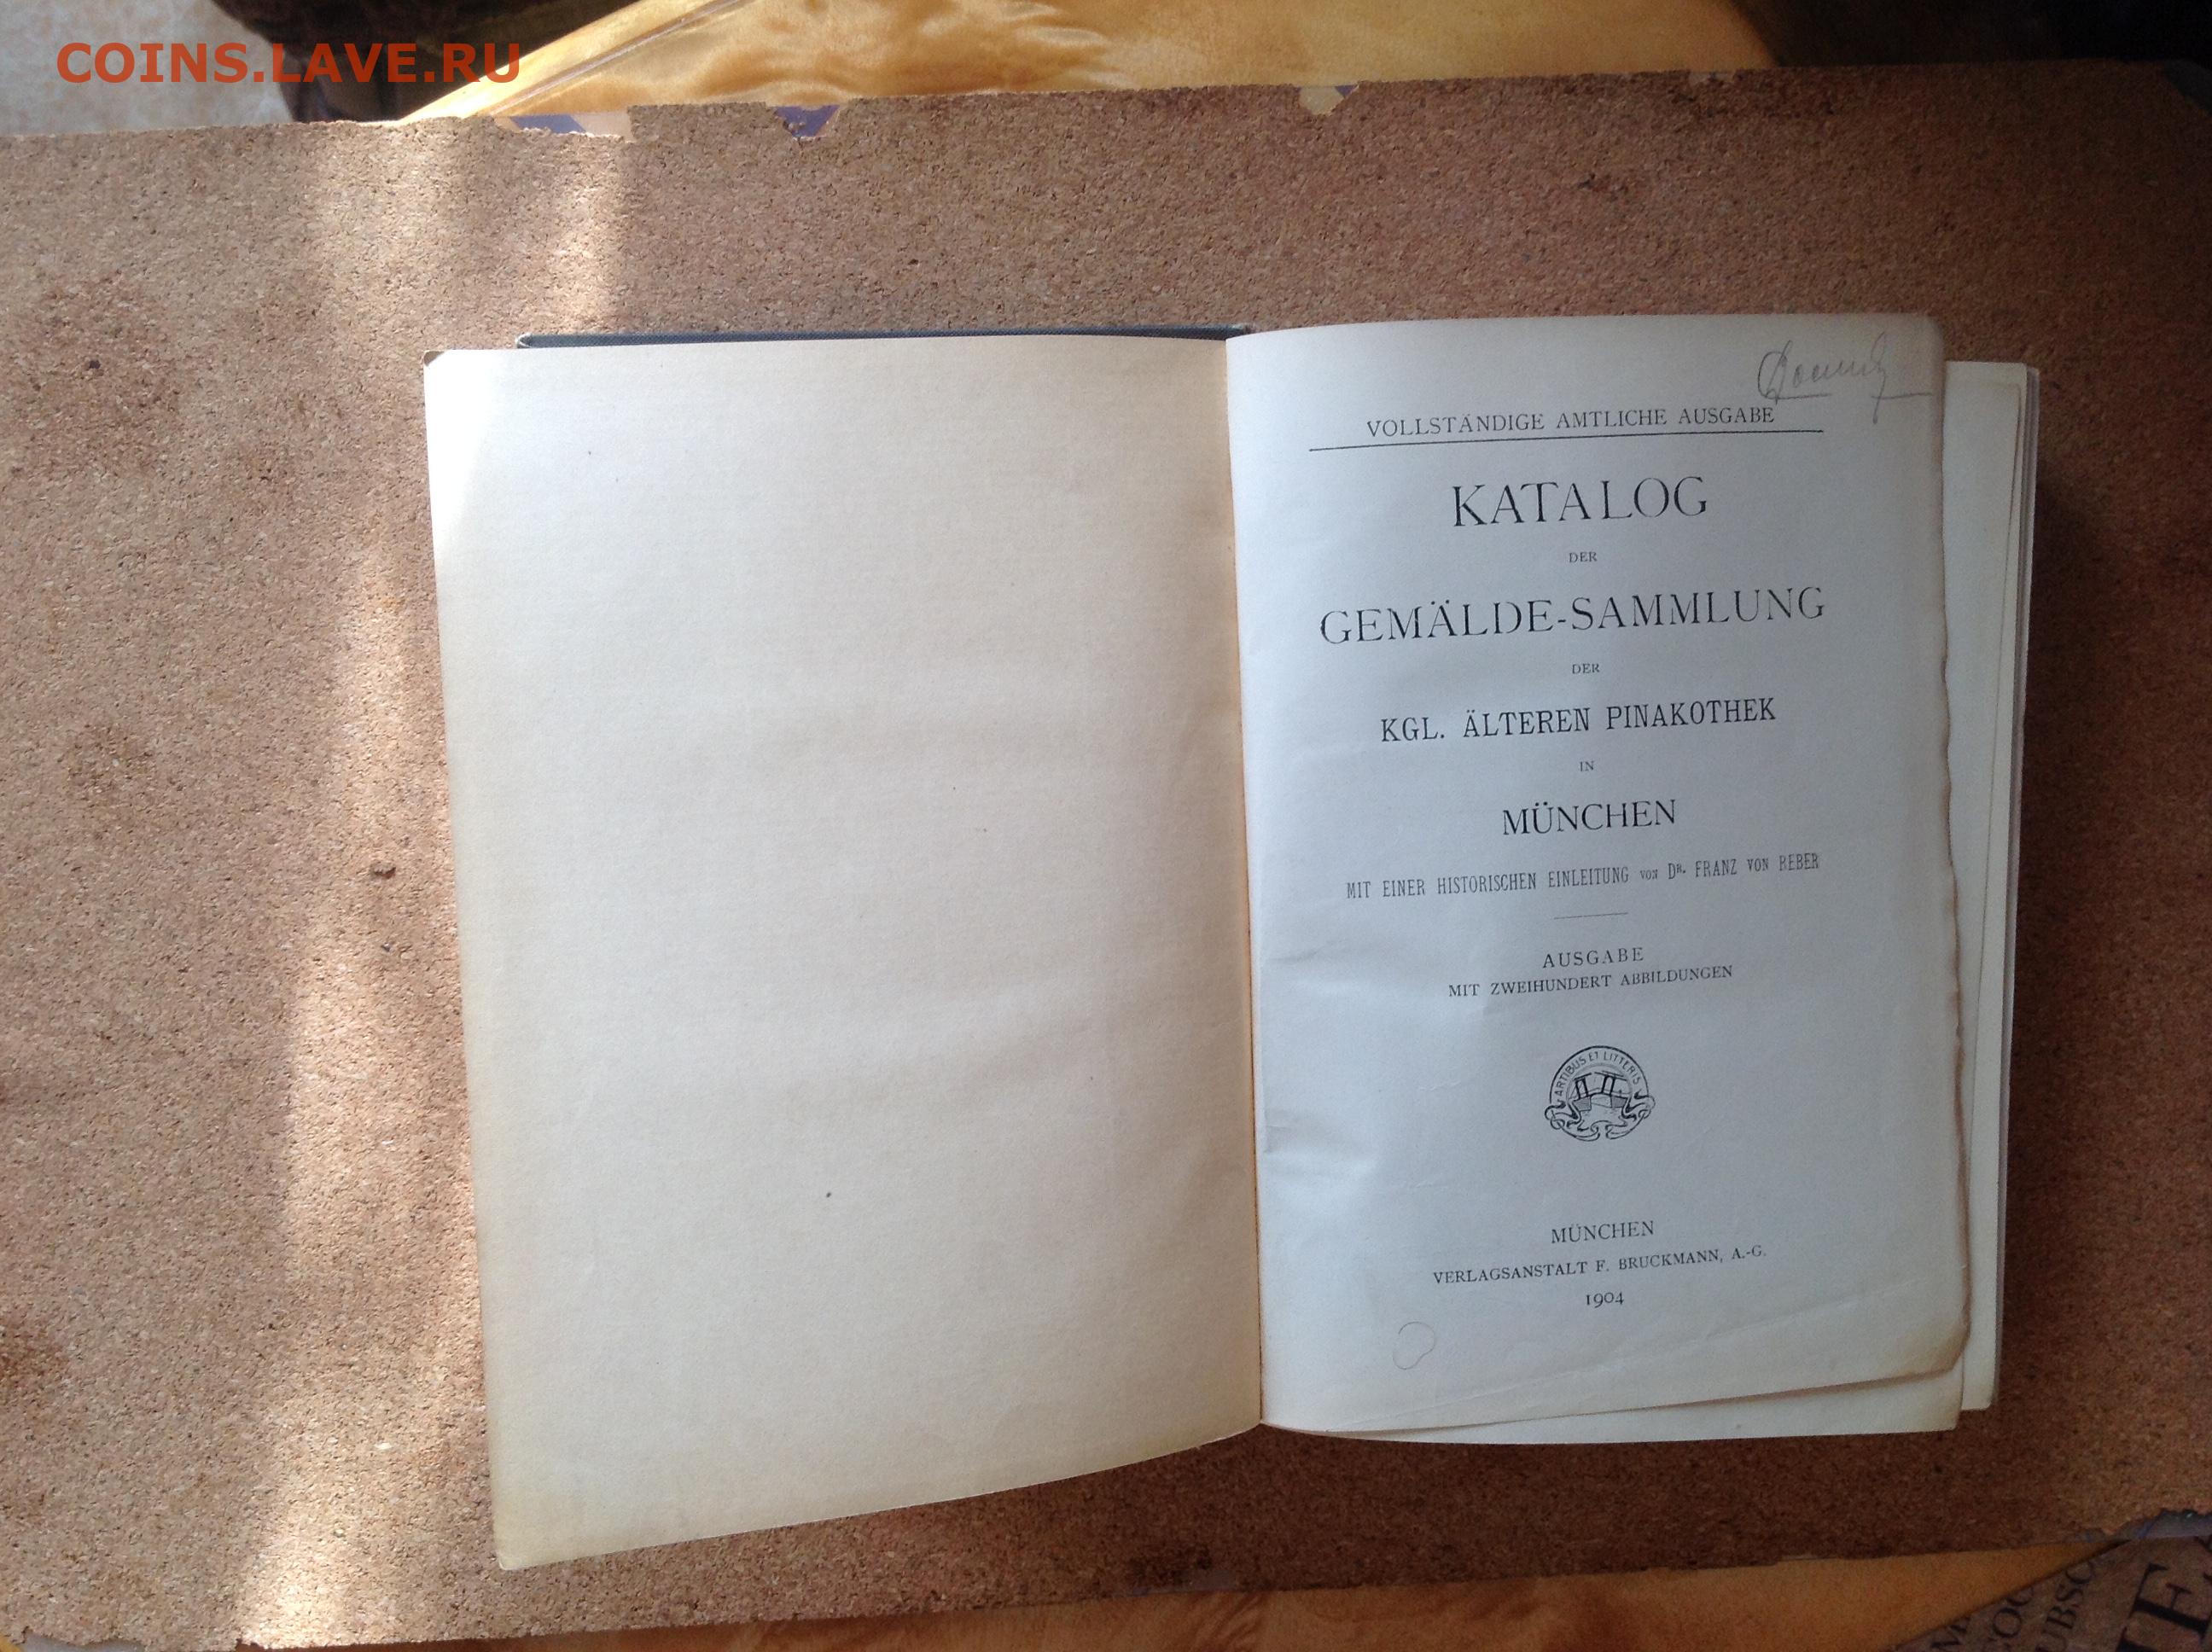 COINS.LAVE.RU
VOLLSTÄNDIGE AMTLICHE AUSGABE
KATALOG
DER
GEMÄLDE-SAMMLUNG
DER
KGL. ÄLTEREN PINAKOTHEK
IN
MÜNCHEN
MIT EINER HISTORISCHEN EINLEITUNG VON DR. FRANZ VON REBER
AUSGABE
MIT ZWEIHUNDERT ABBILDUNGEN
ARTIBUS ET LITTERIS
MÜNCHEN
VERLAGSANSTALT F. BRUCKMANN, A.-G.
1904